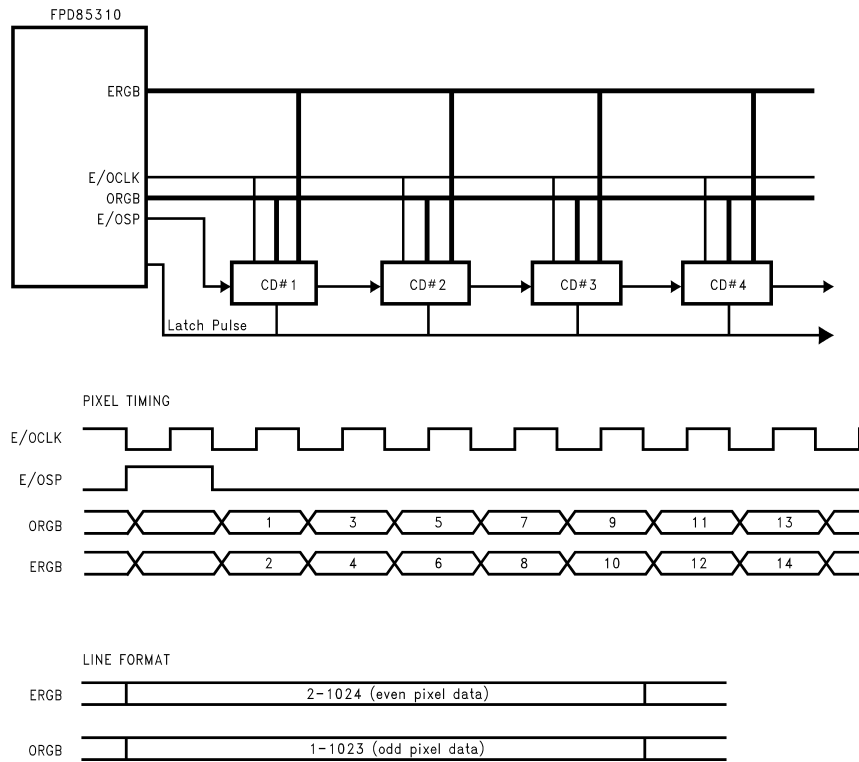 FPD85310
ERGB
E/OCLK
ORGB
E/OSP
CD#1 CD#2 CD#3 CD#4
Latch Pulse
PIXEL TIMING
E/OCLK
E/OSP
ORGB 1 3 5 7 9 11 13
ERGB 2 4 6 8 10 12 14
LINE FORMAT
ERGB 2-1024 (even pixel data)
ORGB 1-1023 (odd pixel data)